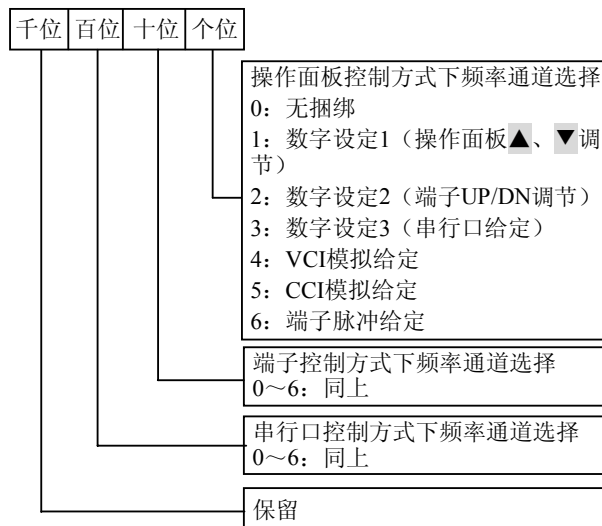 千位 百位 十位 个位
操作面板控制方式下频率通道选择
0：无捆绑
1：数字设定1（操作面板▲、▼调
节）
2：数字设定2（端子UP/DN调节）
3：数字设定3（串行口给定）
4：VCI模拟给定
5：CCI模拟给定
6：端子脉冲给定
端子控制方式下频率通道选择
0～6：同上
串行口控制方式下频率通道选择
0～6：同上
保留